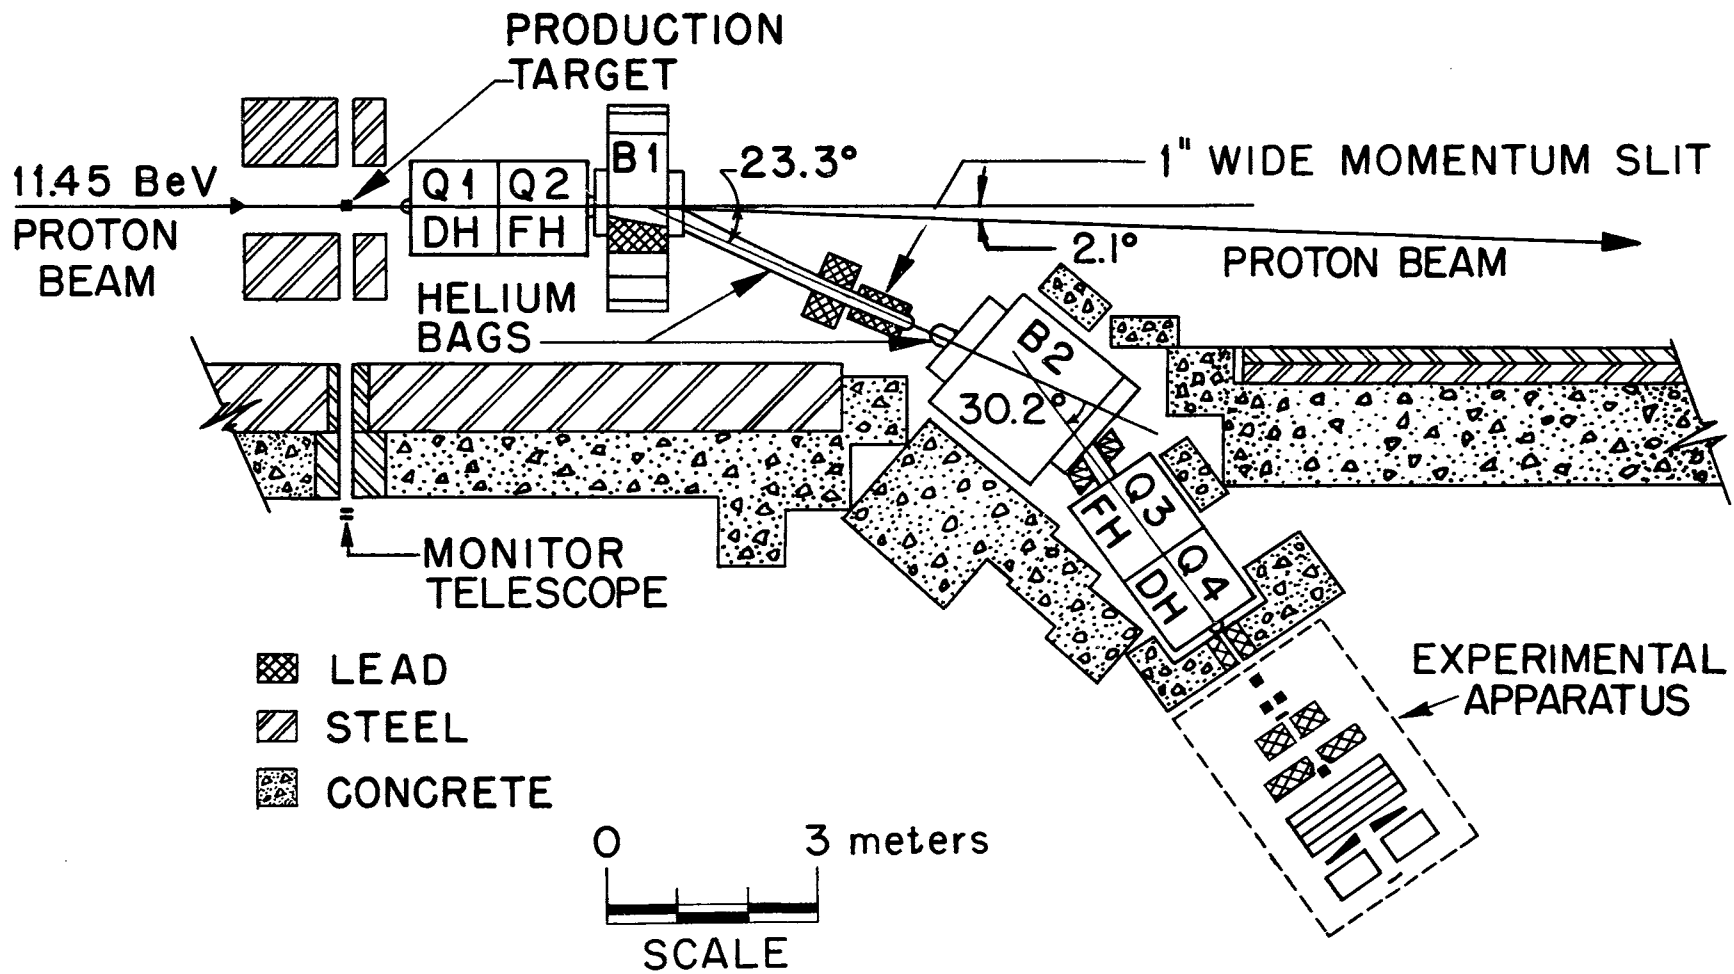 PRODUCTION
TARGET
11.45 BeV
PROTON
BEAM
Q1
Q2
DH
FH
B1
23.3°
1" WIDE MOMENTUM SLIT
2.1°
PROTON BEAM
HELIUM
BAGS
B2
30.2°
Q3
FH
Q4
DH
MONITOR
TELESCOPE
LEAD
STEEL
CONCRETE
EXPERIMENTAL
APPARATUS
0
3 meters
SCALE